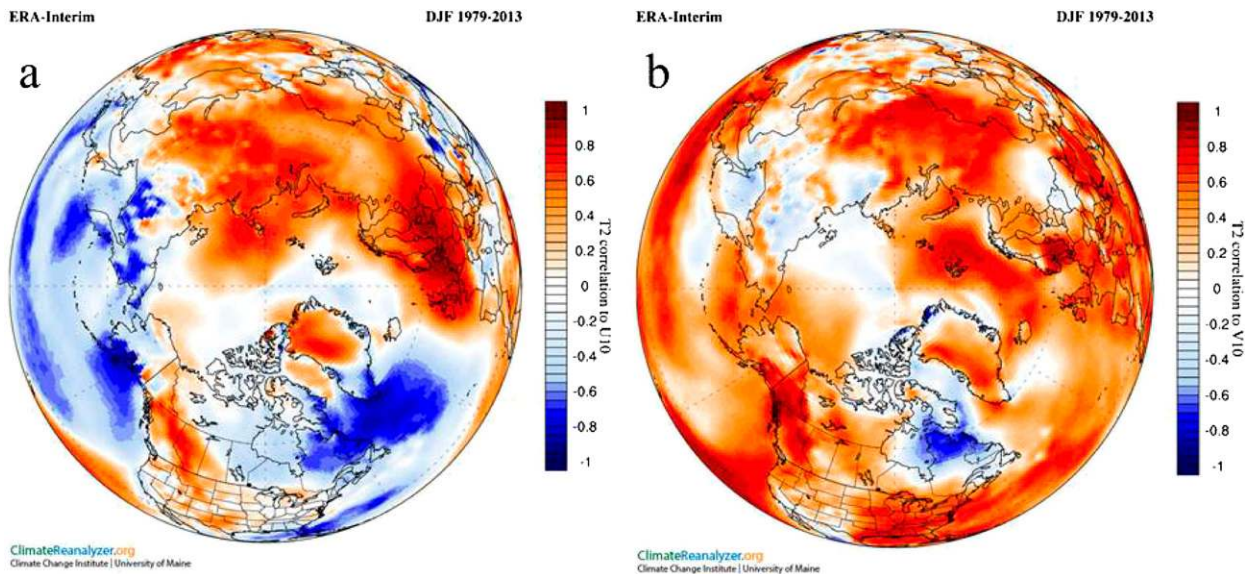 ERA-Interim
DJF 1979-2013
a
1
0.8
0.6
0.4
0.2
0
-0.2
-0.4
-0.6
-0.8
-1
T2 correlation to U10
ClimateReanalyzer.org
Climate Change Institute | University of Maine
ERA-Interim
DJF 1979-2013
b
1
0.8
0.6
0.4
0.2
0
-0.2
-0.4
-0.6
-0.8
-1
T2 correlation to V10
ClimateReanalyzer.org
Climate Change Institute | University of Maine